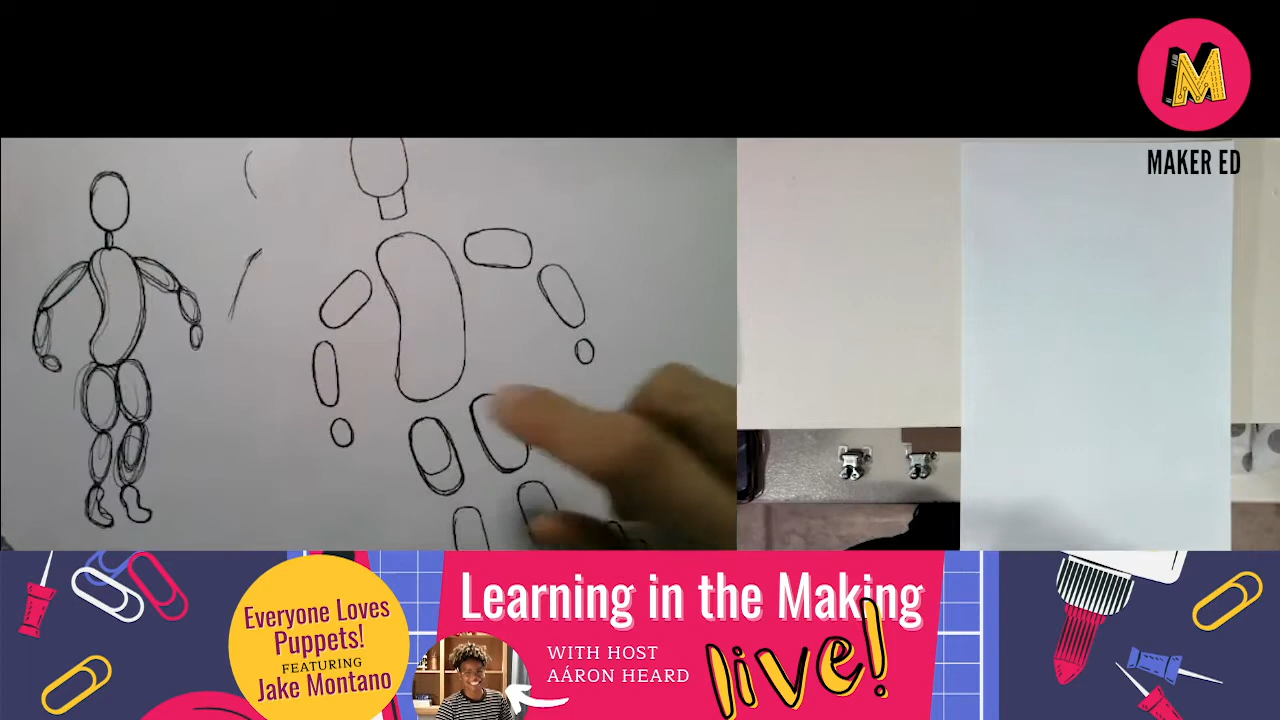 M
MAKER ED
Learning in the Making
live!
WITH HOST
AÁRON HEARD
Everyone Loves
Puppets!
FEATURING
Jake Montano